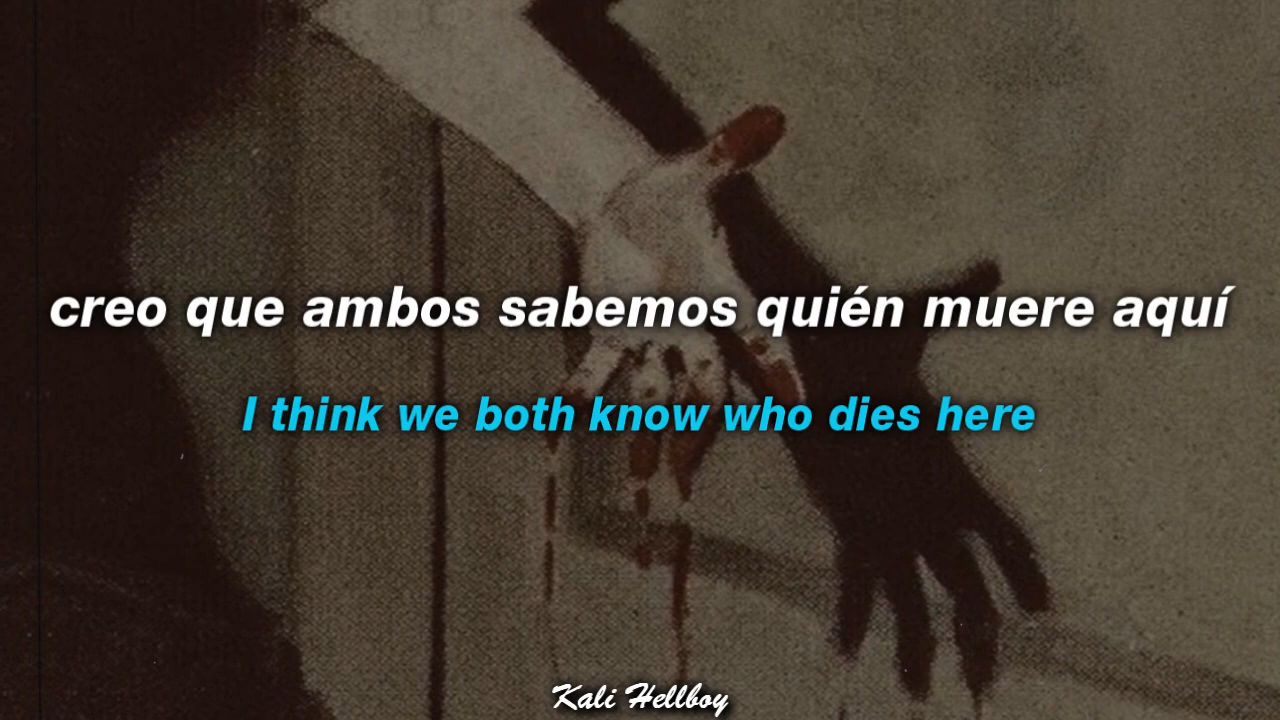 creo que ambos sabemos quién muere aquí
I think we both know who dies here
Kali Hellboy